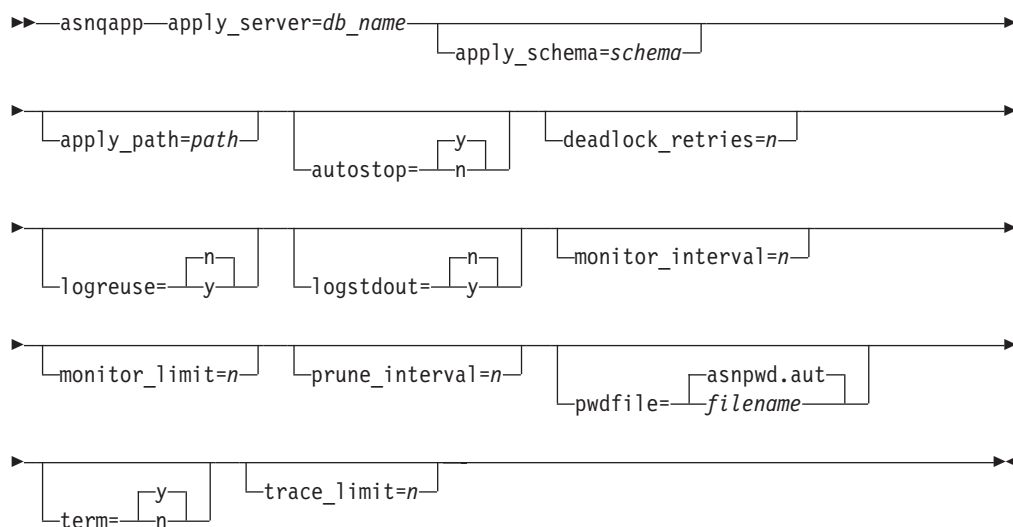 asnqapp apply_server=db_name
apply_schema=schema
apply_path=path
autostop=
y
n
deadlock_retries=n
logreuse=
n
y
logstdout=
n
y
monitor_interval=n
monitor_limit=n
prune_interval=n
pwdfile=
asnpwd.aut
filename
term=
y
n
trace_limit=n